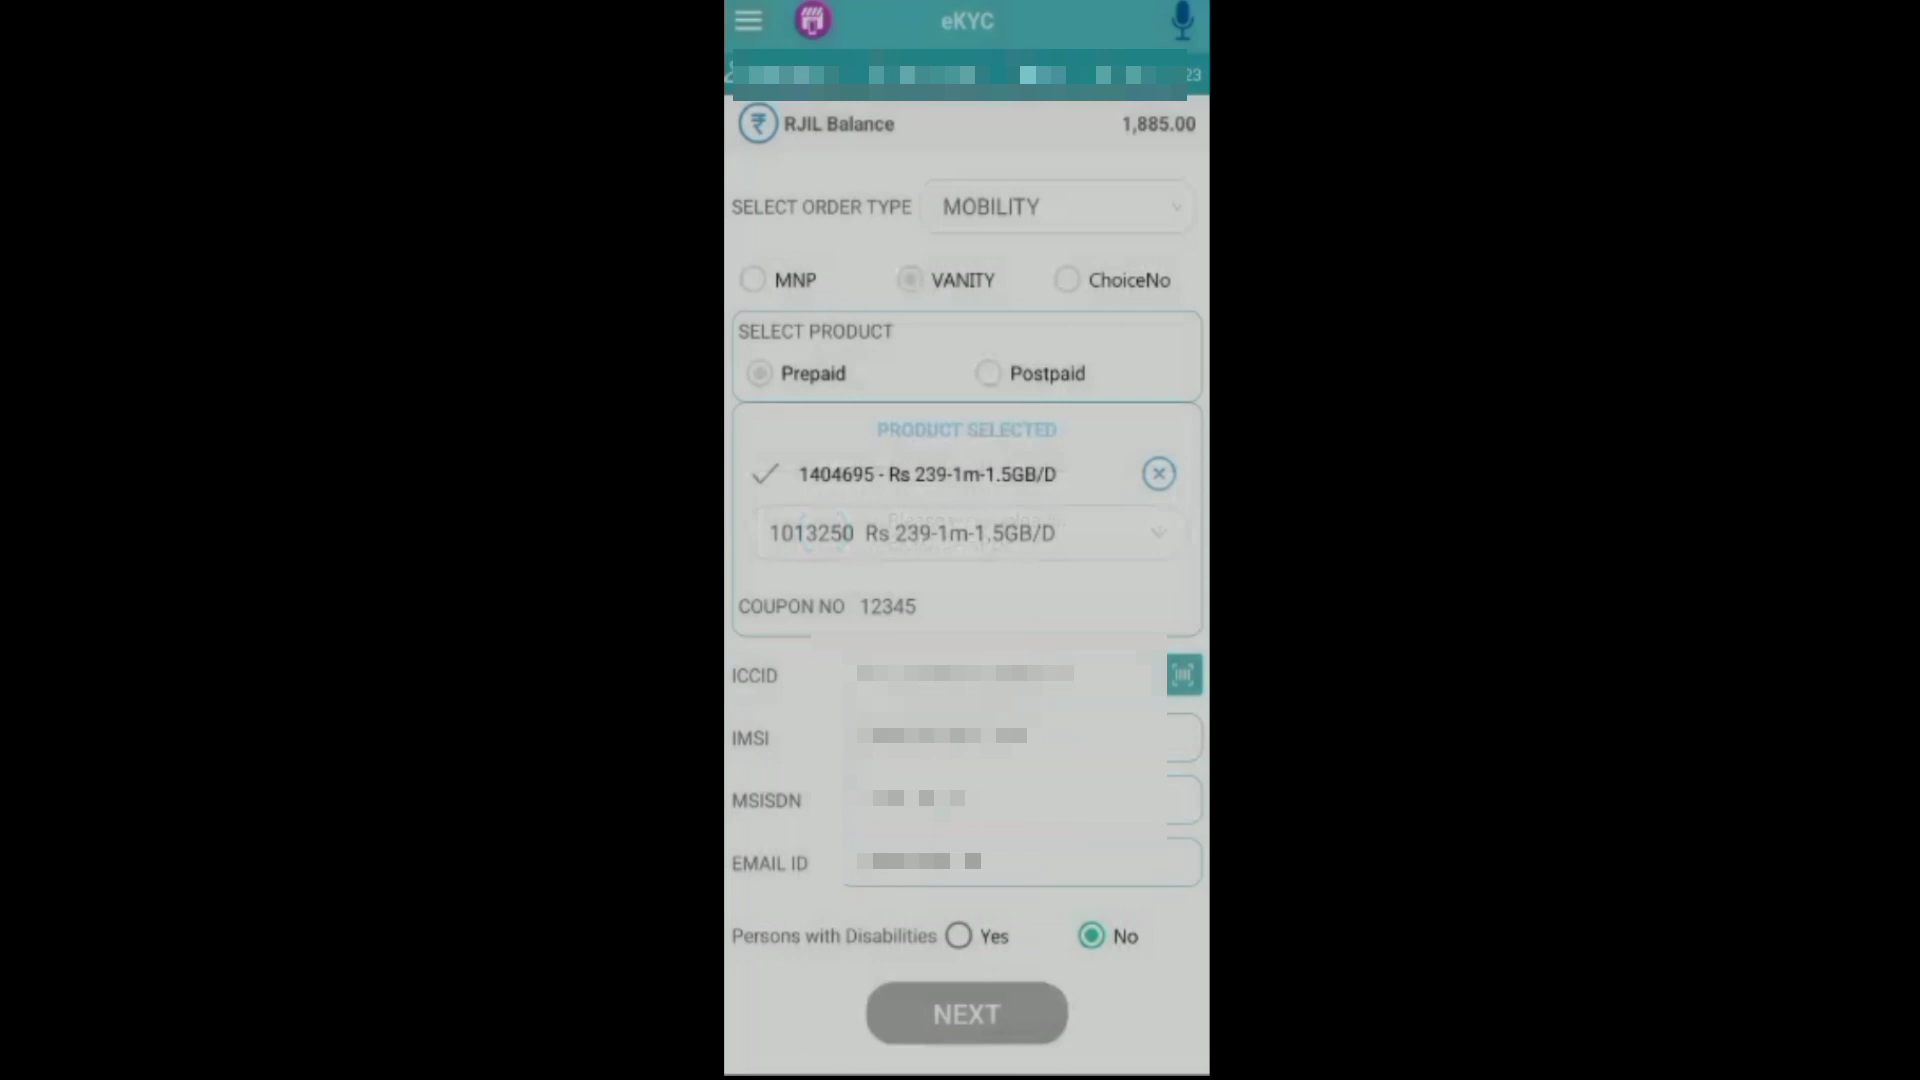 eKYC
23
RJIL Balance 1,885.00
SELECT ORDER TYPE MOBILITY
MNP VANITY ChoiceNo
SELECT PRODUCT
Prepaid Postpaid
PRODUCT SELECTED
1404695 - Rs 239-1m-1.5GB/D
1013250 Rs 239-1m-1.5GB/D
COUPON NO 12345
ICCID
IMSI
MSISDN
EMAIL ID
Persons with Disabilities Yes No
NEXT